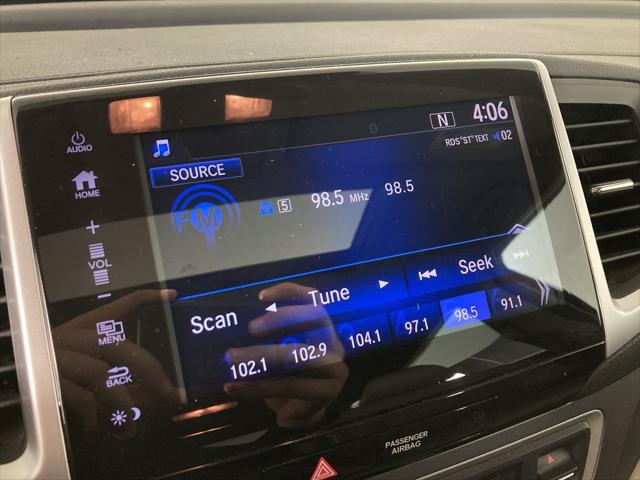 4:06
N
RDS "ST" TEXT 02
AUDIO
SOURCE
HOME
FM
5 98.5 MHz 98.5
VOL
Scan Tune Seek
MENU
102.1 102.9 104.1 97.1 98.5 91.1
BACK
PASSENGER
AIRBAG